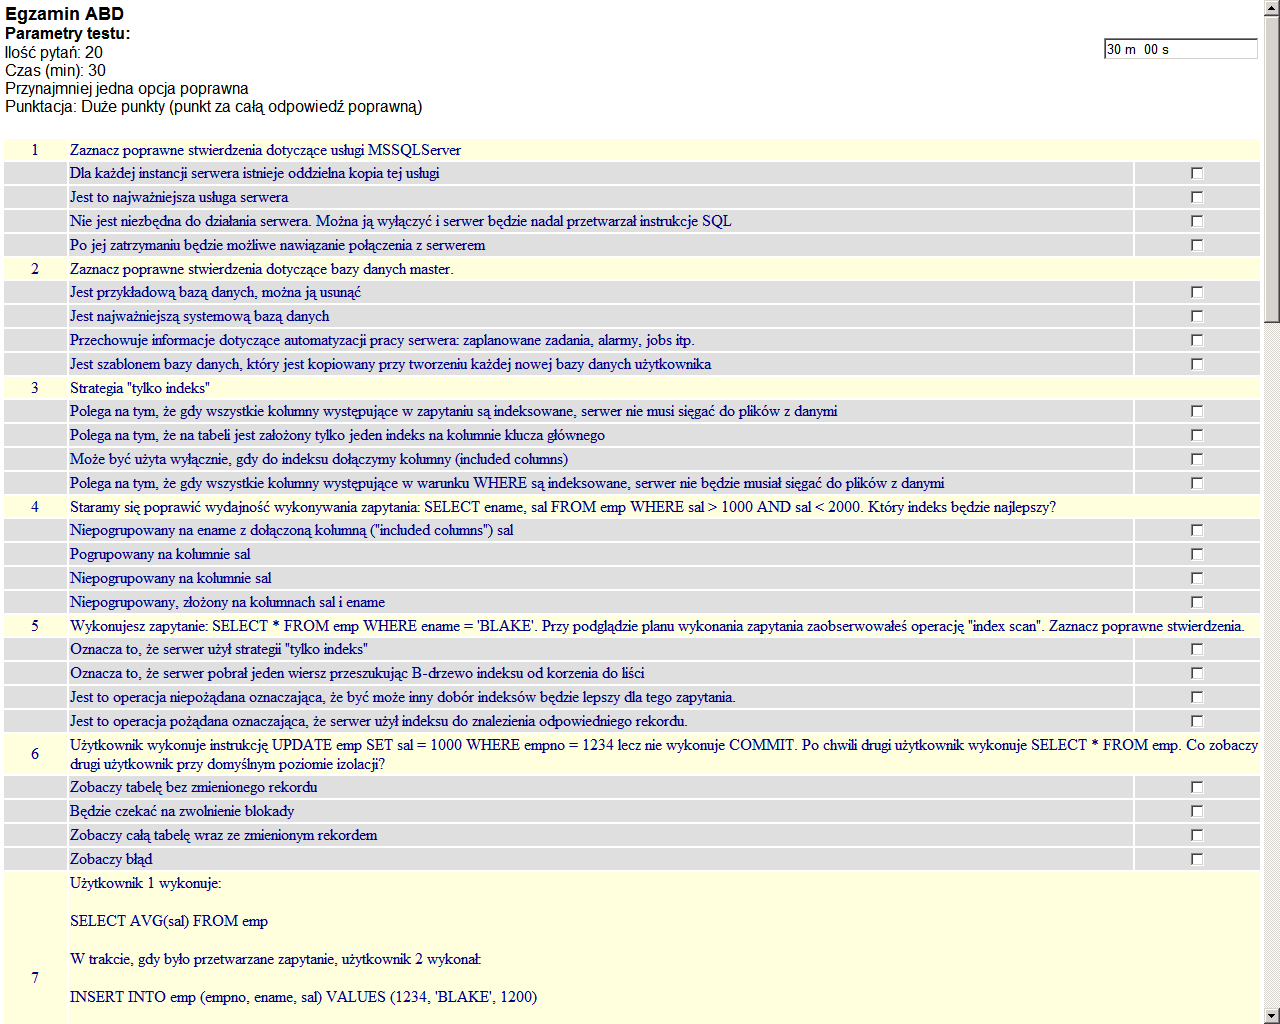 Egzamin ABD
Parametry testu:
Ilość pytań: 20
30 m 00 s
Czas (min): 30
Przynajmniej jedna opcja poprawna
Punktacja: Duże punkty (punkt za całą odpowiedź poprawną)
1 Zaznacz poprawne stwierdzenia dotyczące usługi MSSQLServer
Dla każdej instancji serwera istnieje oddzielna kopia tej usługi
Jest to najważniejsza usługa serwera
Nie jest niezbędna do działania serwera. Można ją wyłączyć i serwer będzie nadal przetwarzał instrukcje SQL
Po jej zatrzymaniu będzie możliwe nawiązanie połączenia z serwerem
2 Zaznacz poprawne stwierdzenia dotyczące bazy danych master.
Jest przykładową bazą danych, można ją usunąć
Jest najważniejszą systemową bazą danych
Przechowuje informacje dotyczące automatyzacji pracy serwera: zaplanowane zadania, alarmy, jobs itp.
Jest szablonem bazy danych, który jest kopiowany przy tworzeniu każdej nowej bazy danych użytkownika
3 Strategia "tylko indeks"
Polega na tym, że gdy wszystkie kolumny występujące w zapytaniu są indeksowane, serwer nie musi sięgać do plików z danymi
Polega na tym, że na tabeli jest założony tylko jeden indeks na kolumnie klucza głównego
Może być użyta wyłącznie, gdy do indeksu dołączymy kolumny (included columns)
Polega na tym, że gdy wszystkie kolumny występujące w warunku WHERE są indeksowane, serwer nie będzie musiał sięgać do plików z danymi
4 Staramy się poprawić wydajność wykonywania zapytania: SELECT ename, sal FROM emp WHERE sal > 1000 AND sal < 2000. Który indeks będzie najlepszy?
Niepogrupowany na ename z dołączoną kolumną ("included columns") sal
Pogrupowany na kolumnie sal
Niepogrupowany na kolumnie sal
Niepogrupowany, złożony na kolumnach sal i ename
5 Wykonujesz zapytanie: SELECT * FROM emp WHERE ename = 'BLAKE'. Przy podglądzie planu wykonania zapytania zaobserwowałeś operację "index scan". Zaznacz poprawne stwierdzenia.
Oznacza to, że serwer użył strategii "tylko indeks"
Oznacza to, że serwer pobrał jeden wiersz przeszukując B-drzewo indeksu od korzenia do liści
Jest to operacja niepożądana oznaczająca, że być może inny dobór indeksów będzie lepszy dla tego zapytania.
Jest to operacja pożądana oznaczająca, że serwer użył indeksu do znalezienia odpowiedniego rekordu.
6 Użytkownik wykonuje instrukcję UPDATE emp SET sal = 1000 WHERE empno = 1234 lecz nie wykonuje COMMIT. Po chwili drugi użytkownik wykonuje SELECT * FROM emp. Co zobaczy
drugi użytkownik przy domyślnym poziomie izolacji?
Zobaczy tabelę bez zmienionego rekordu
Będzie czekać na zwolnienie blokady
Zobaczy całą tabelę wraz ze zmienionym rekordem
Zobaczy błąd
Użytkownik 1 wykonuje:
SELECT AVG(sal) FROM emp
W trakcie, gdy było przetwarzane zapytanie, użytkownik 2 wykonał:
7
INSERT INTO emp (empno, ename, sal) VALUES (1234, 'BLAKE', 1200)